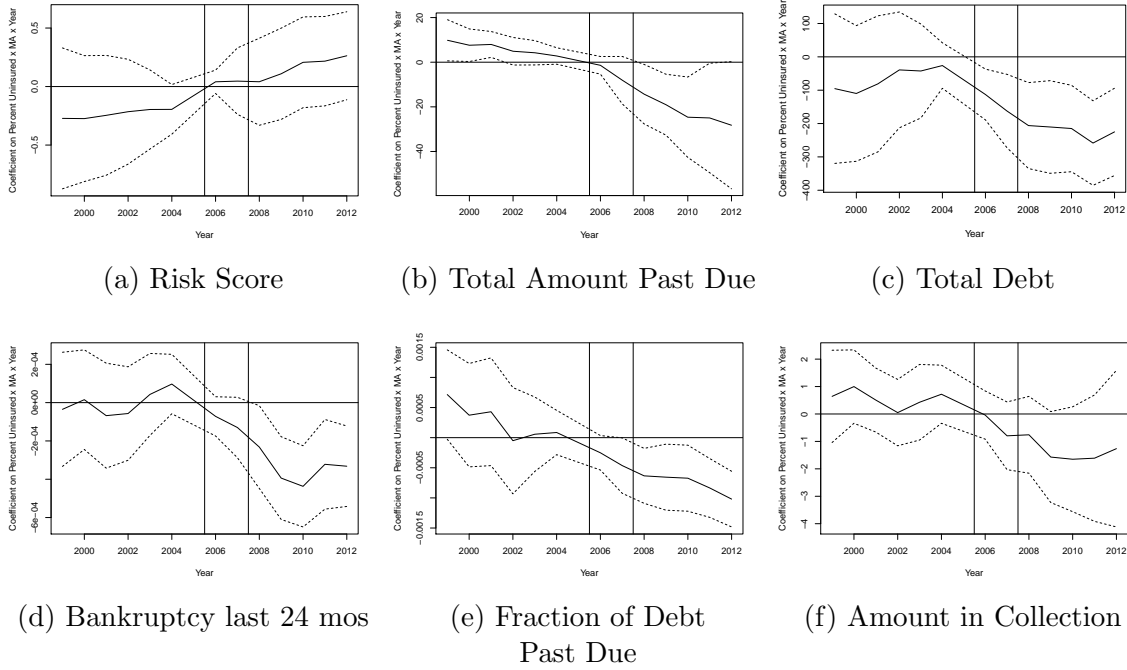 Coefficient on Percent Uninsured x MA x Year
0.5
0.0
-0.5
2000 2002 2004 2006 2008 2010 2012
Year
(a) Risk Score
Coefficient on Percent Uninsured x MA x Year
20
0
-20
-40
2000 2002 2004 2006 2008 2010 2012
Year
(b) Total Amount Past Due
Coefficient on Percent Uninsured x MA x Year
100
0
-100
-200
-300
-400
2000 2002 2004 2006 2008 2010 2012
Year
(c) Total Debt
Coefficient on Percent Uninsured x MA x Year
2e-04
0e+00
-2e-04
-6e-04
2000 2002 2004 2006 2008 2010 2012
Year
(d) Bankruptcy last 24 mos
Coefficient on Percent Uninsured x MA x Year
0.0015
0.0005
-0.0005
-0.0015
2000 2002 2004 2006 2008 2010 2012
Year
(e) Fraction of Debt
Past Due
Coefficient on Percent Uninsured x MA x Year
2
1
0
-1
-2
-3
-4
2000 2002 2004 2006 2008 2010 2012
Year
(f) Amount in Collection